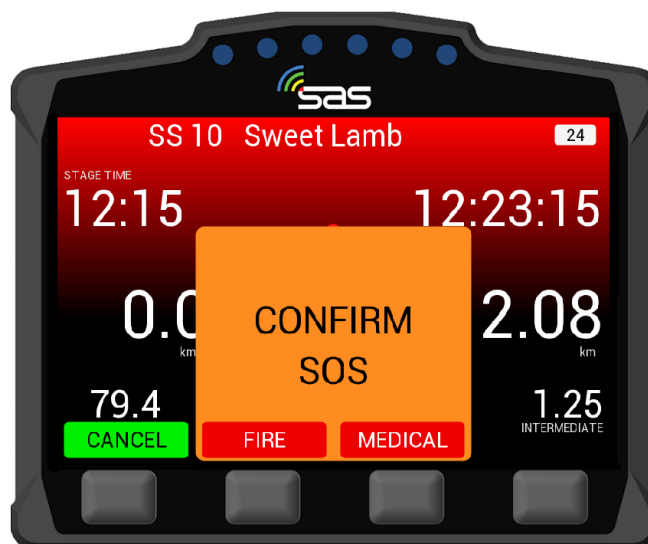 sas
SS 10 Sweet Lamb 24
STAGE TIME
12:15 12:23:15
0.0 2.08
km km
CONFIRM
SOS
79.4 1.25
INTERMEDIATE
CANCEL FIRE MEDICAL